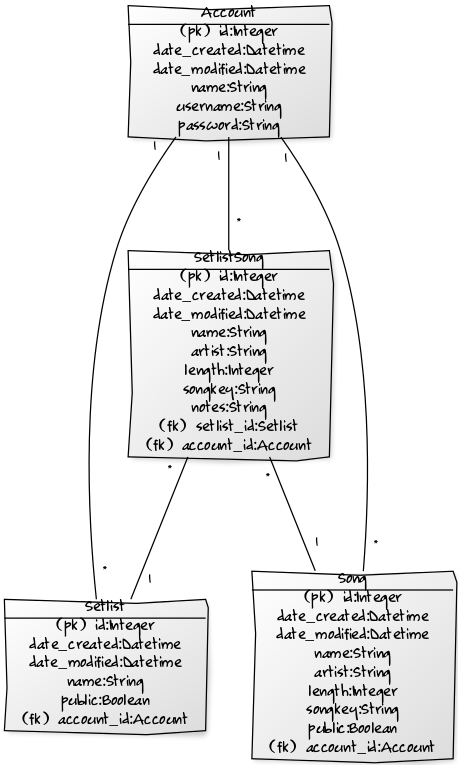 Account
(pk) id:Integer
date_created:Datetime
date_modified:Datetime
name:String
username:String
password:String
1
1
1
*
SetlistSong
(pk) id:Integer
date_created:Datetime
date_modified:Datetime
name:String
artist:String
length:Integer
songkey:String
notes:String
(fk) setlist_id:Setlist
(fk) account_id:Account
*
*
1
*
*
1
Setlist
(pk) id:Integer
date_created:Datetime
date_modified:Datetime
name:String
public:Boolean
(fk) account_id:Account
Song
(pk) id:Integer
date_created:Datetime
date_modified:Datetime
name:String
artist:String
length:Integer
songkey:String
public:Boolean
(fk) account_id:Account